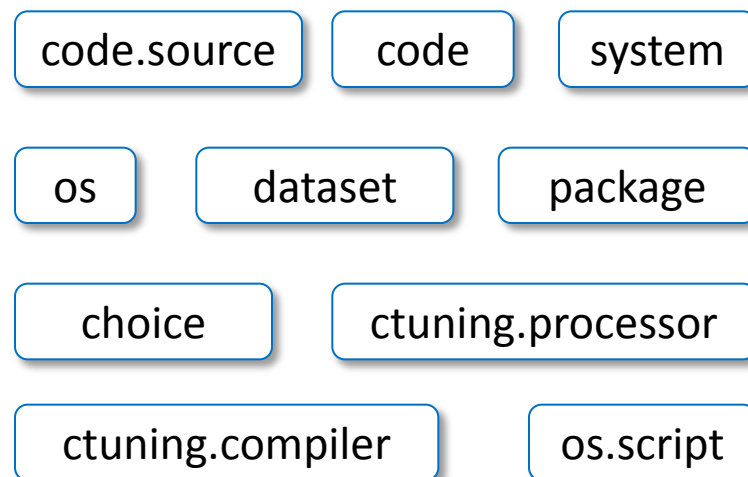 code.source code system
os dataset package
choice ctuning.processor
ctuning.compiler os.script